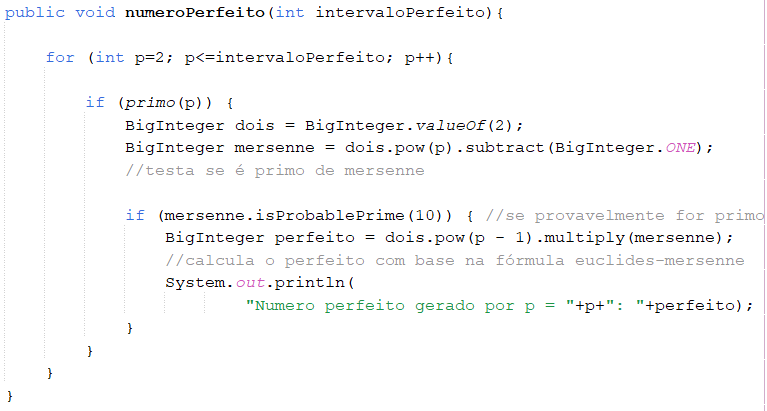 public void numeroPerfeito(int intervaloPerfeito){
for (int p=2; p<=intervaloPerfeito; p++){
if (primo(p)) {
BigInteger dois = BigInteger.valueOf(2);
BigInteger mersenne = dois.pow(p).subtract(BigInteger.ONE);
//testa se é primo de mersenne
if (mersenne.isProbablePrime(10)) { //se provavelmente for primo
BigInteger perfeito = dois.pow(p - 1).multiply(mersenne);
//calcula o perfeito com base na fórmula euclides-mersenne
System.out.println(
"Numero perfeito gerado por p = "+p+": "+perfeito);
}
}
}
}